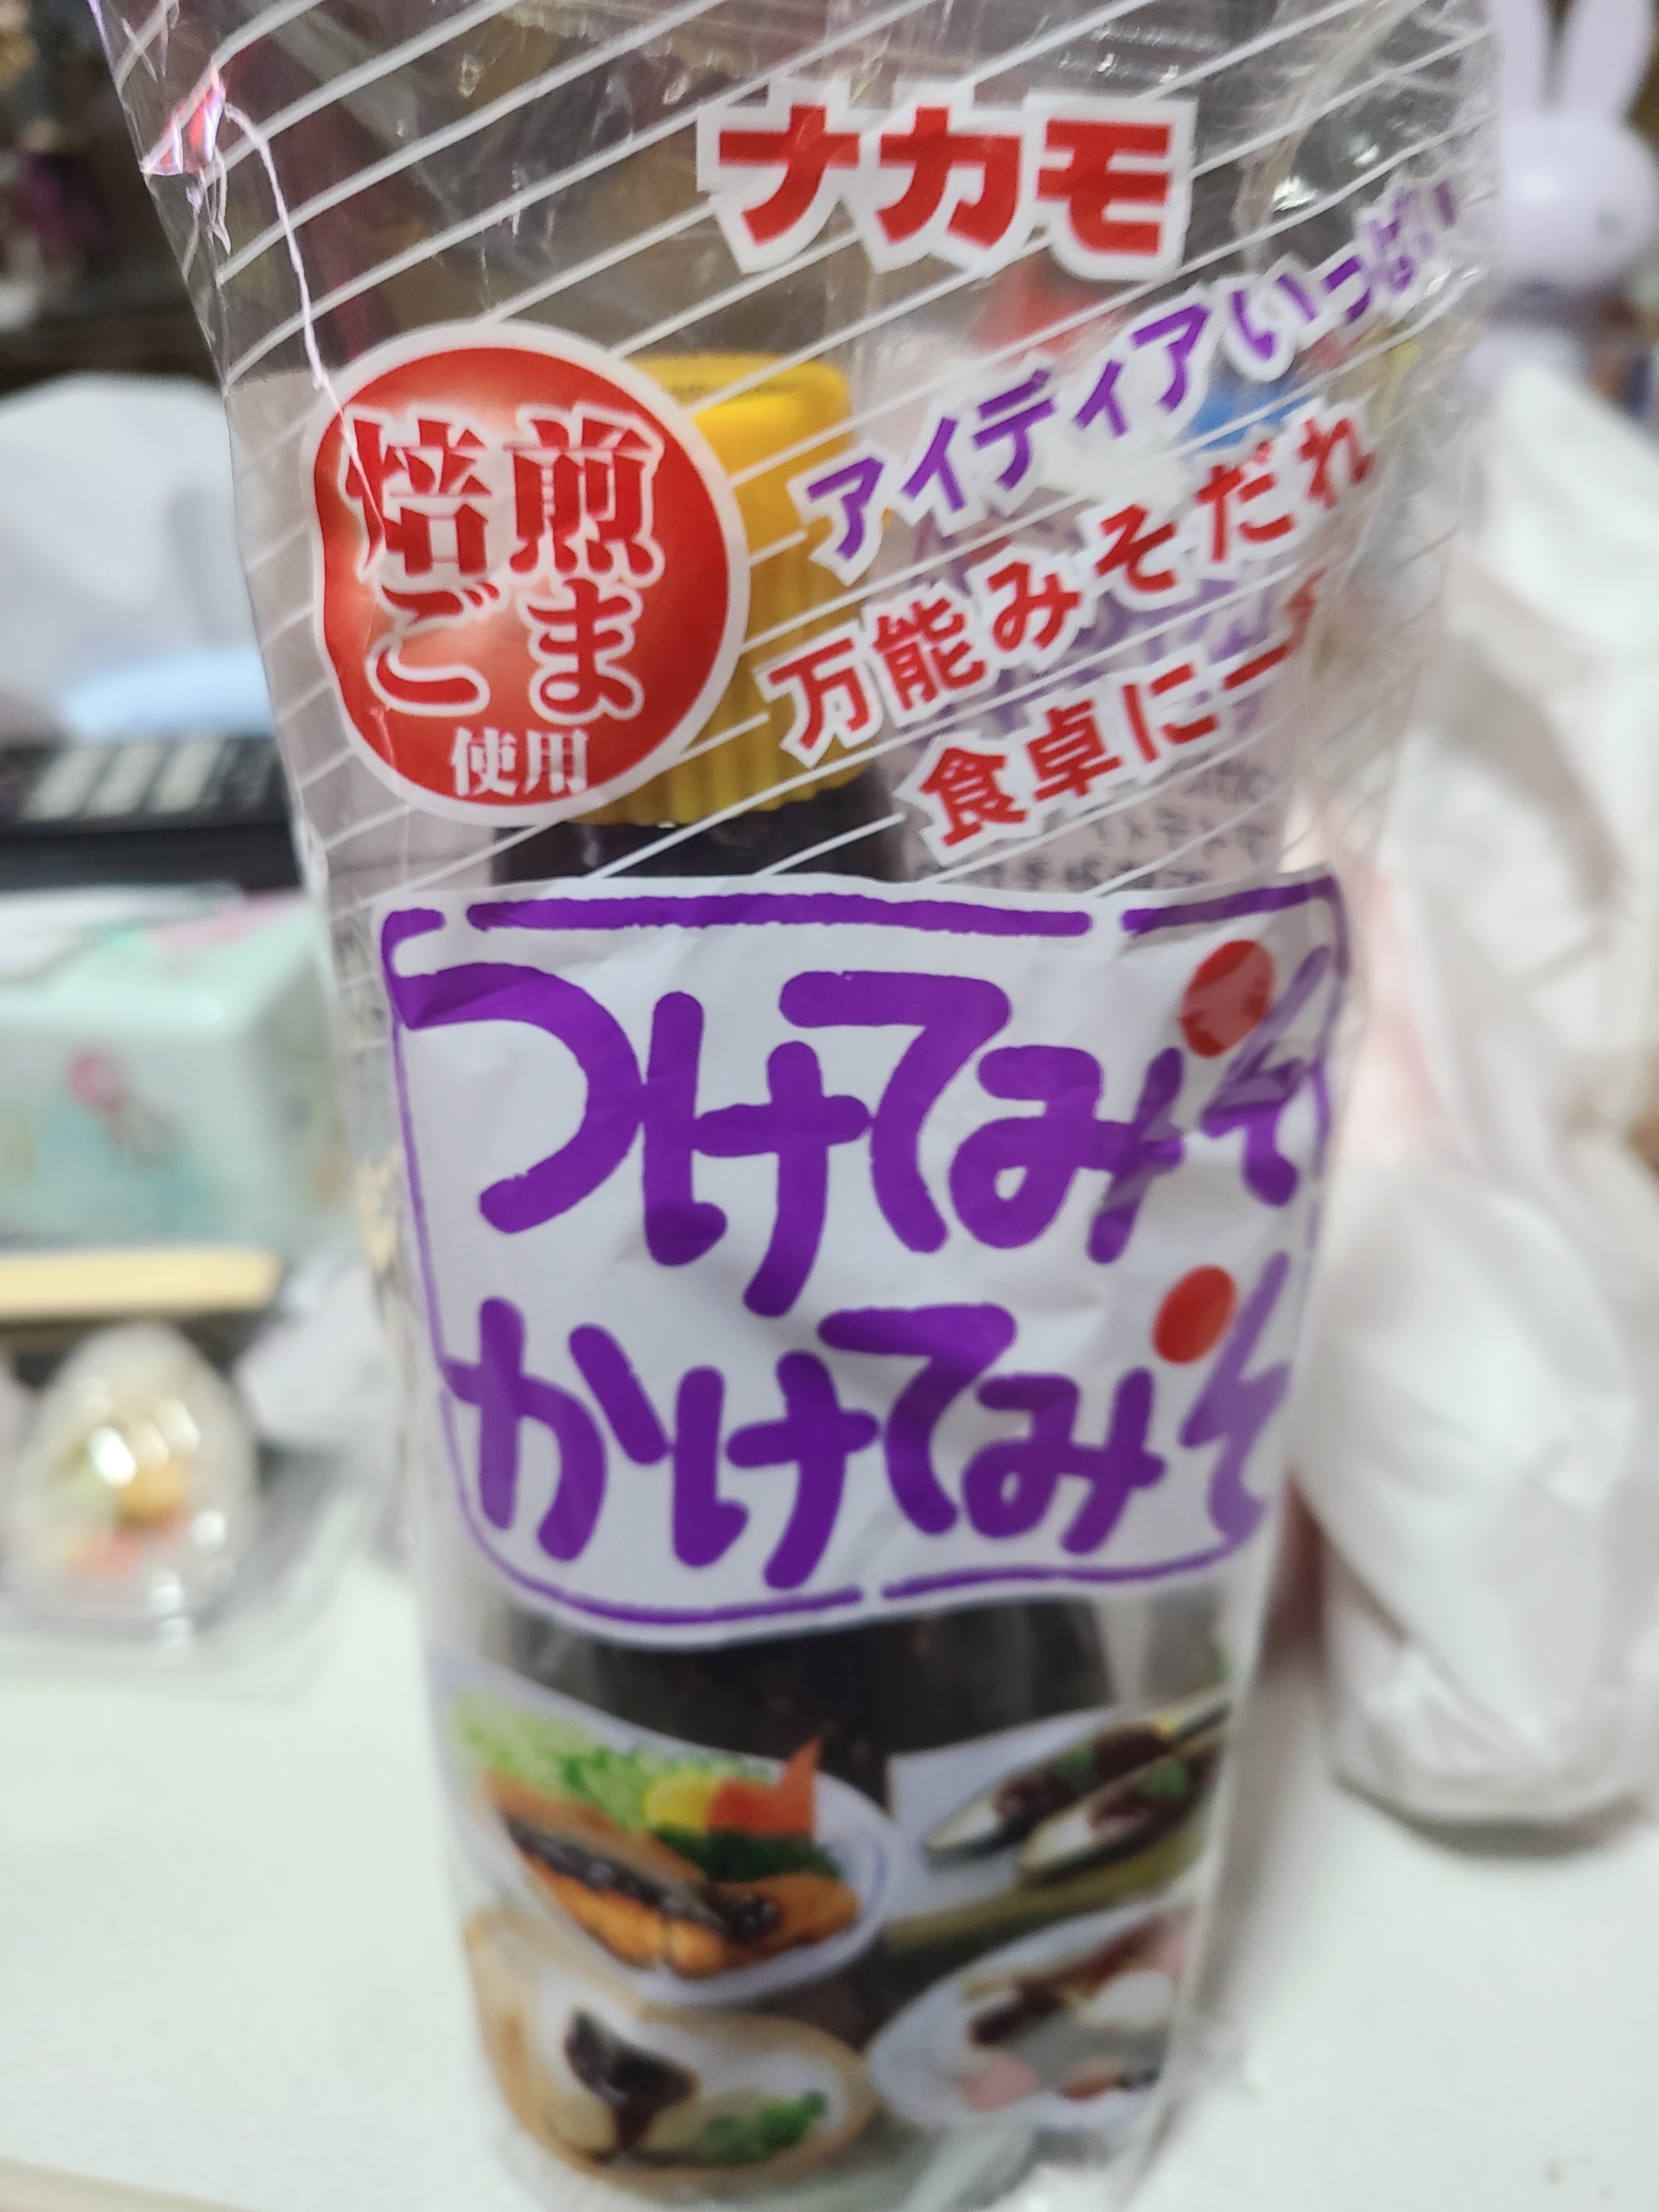 ナカモ
焙煎
ごま
使用
アイディアいっぱい
万能みそだれ
食卓に一
つけてみそ
かけてみそ